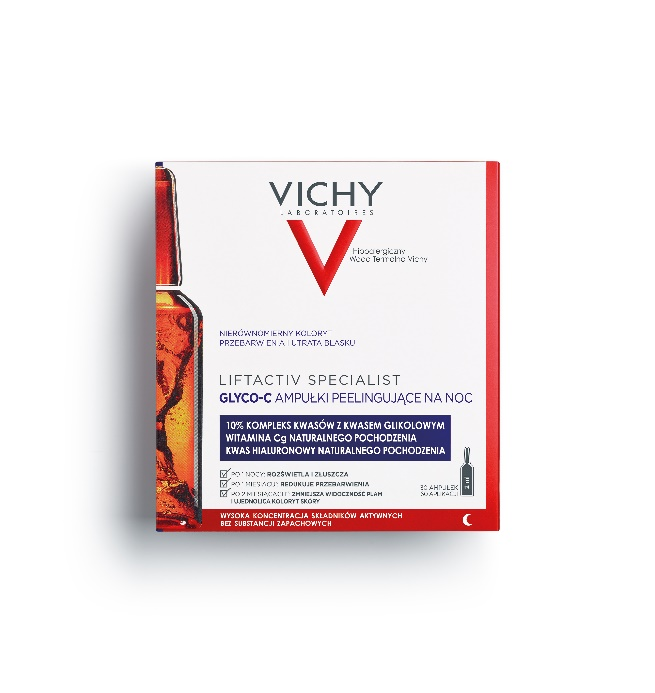 VICHY
LABORATOIRES
Hipoalergiczny
Woda Termalna Vichy
NIERÓWNOMIERNY KOLORYT
PRZEBARWIENIA I UTRATA BLASKU
LIFTACTIV SPECIALIST
GLYCO-C AMPUŁKI PEELINGUJĄCE NA NOC
10% KOMPLEKS KWASÓW Z KWASEM GLIKOLOWYM
WITAMINA Cg NATURALNEGO POCHODZENIA
KWAS HIALURONOWY NATURALNEGO POCHODZENIA
PO 1 NOCY: ROZŚWIETLA I ZŁUSZCZA
PO 1 MIESIĄCU: REDUKUJE PRZEBARWIENIA
PO 2 MIESIĄCACH: ZMNIEJSZA WIDOCZNOŚĆ PLAM
I UJEDNOLICA KOLORYT SKÓRY
30 AMPUŁEK
60 APLIKACJI
WYSOKA KONCENTRACJA SKŁADNIKÓW AKTYWNYCH
BEZ SUBSTANCJI ZAPACHOWYCH